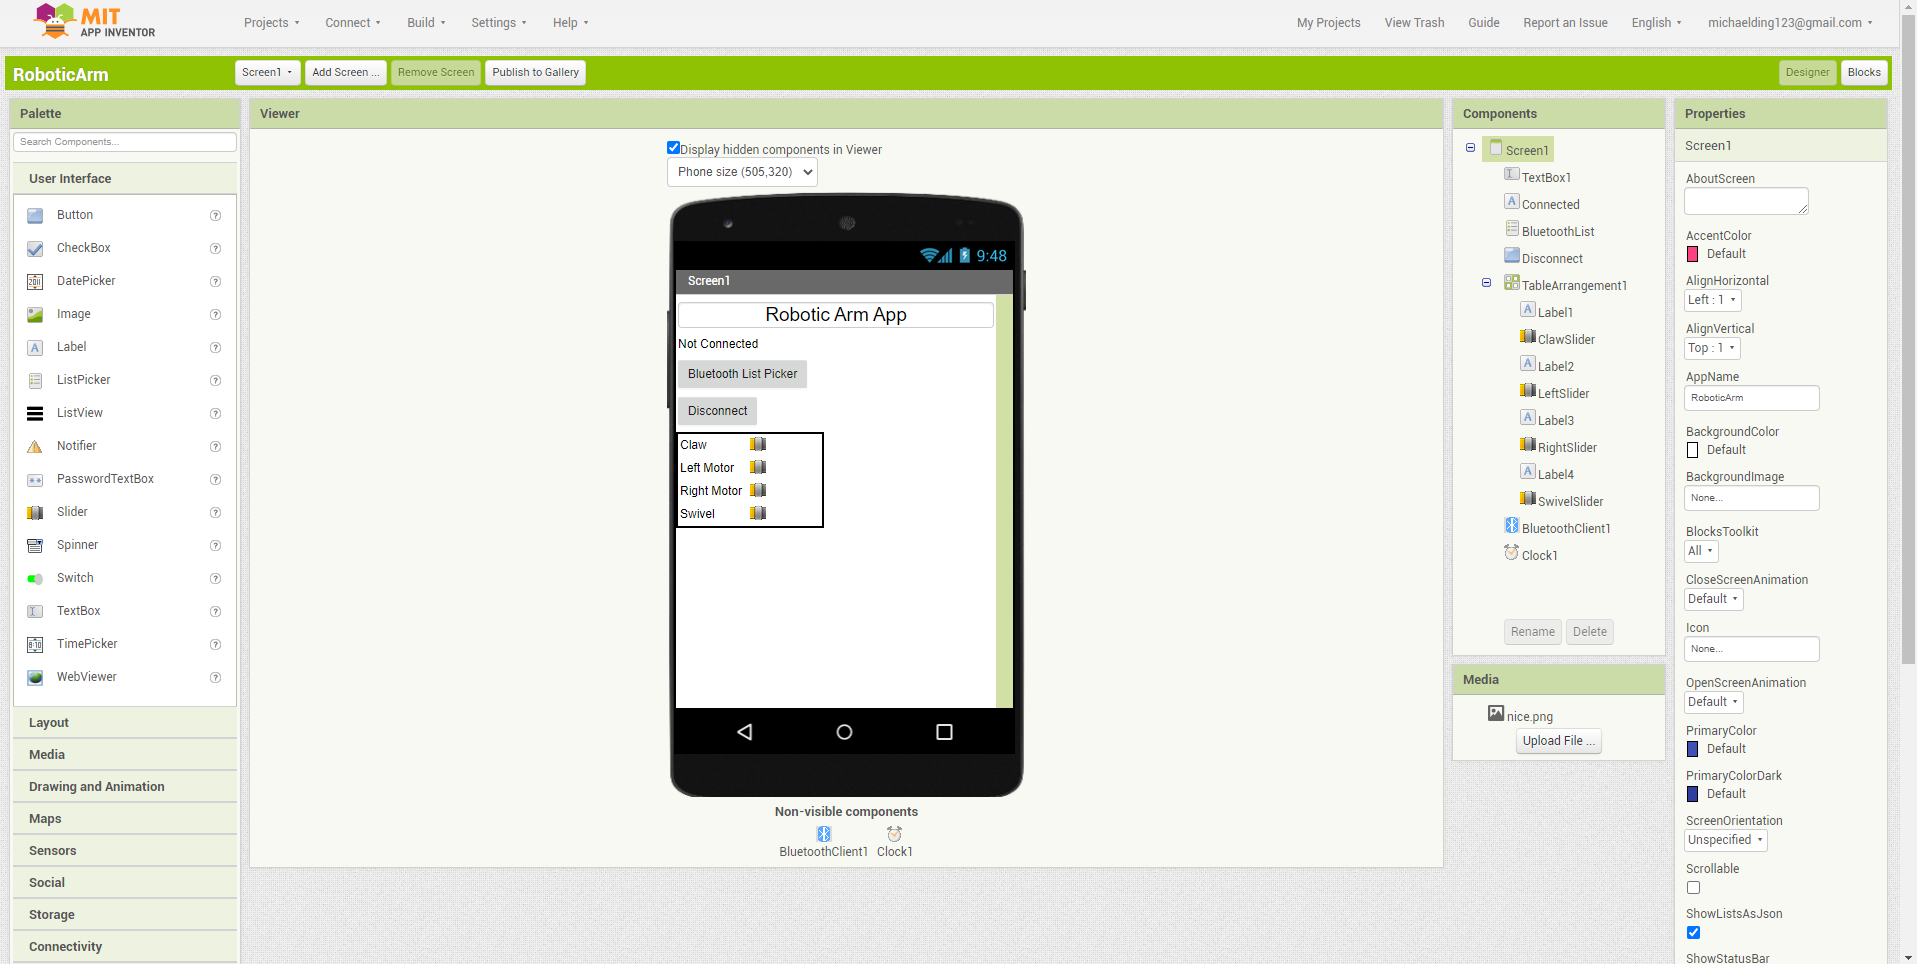 MIT
APP INVENTOR
Projects
Connect
Build
Settings
Help
My Projects
View Trash
Guide
Report an Issue
English
michaelding123@gmail.com
RoboticArm
Screen1
Add Screen ...
Remove Screen
Publish to Gallery
Designer
Blocks
Palette
Search Components...
User Interface
Button
CheckBox
DatePicker
Image
Label
ListPicker
ListView
Notifier
PasswordTextBox
Slider
Spinner
Switch
TextBox
TimePicker
WebViewer
Layout
Media
Drawing and Animation
Maps
Sensors
Social
Storage
Connectivity
Viewer
Display hidden components in Viewer
Phone size (505,320)
9:48
Screen1
Robotic Arm App
Not Connected
Bluetooth List Picker
Disconnect
Claw
Left Motor
Right Motor
Swivel
Non-visible components
BluetoothClient1
Clock1
Components
Screen1
TextBox1
Connected
BluetoothList
Disconnect
TableArrangement1
Label1
ClawSlider
Label2
LeftSlider
Label3
RightSlider
Label4
SwivelSlider
BluetoothClient1
Clock1
Rename
Delete
Media
nice.png
Upload File ...
Properties
Screen1
AboutScreen
AccentColor
Default
AlignHorizontal
Left : 1
AlignVertical
Top : 1
AppName
RoboticArm
BackgroundColor
Default
BackgroundImage
None...
BlocksToolkit
All
CloseScreenAnimation
Default
Icon
None...
OpenScreenAnimation
Default
PrimaryColor
Default
PrimaryColorDark
Default
ScreenOrientation
Unspecified
Scrollable
ShowListsAsJson
ShowStatusBar